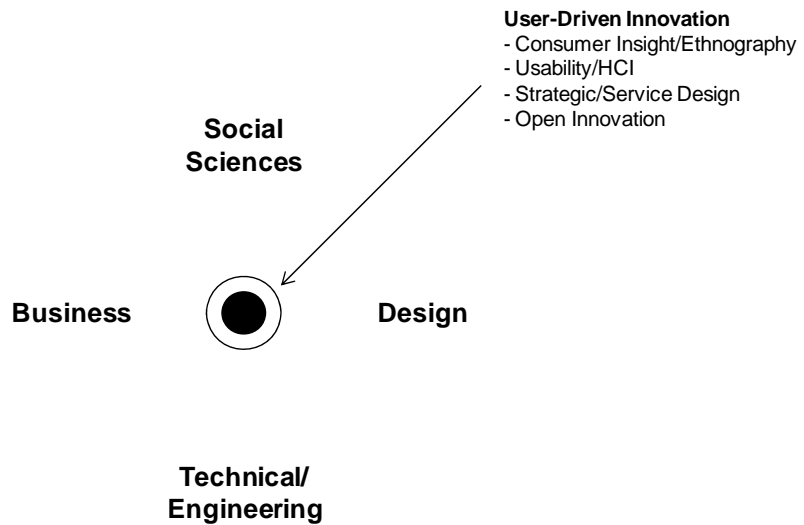 User-Driven Innovation
- Consumer Insight/Ethnography
- Usability/HCI
- Strategic/Service Design
- Open Innovation
Social
Sciences
Business
Design
Technical/
Engineering